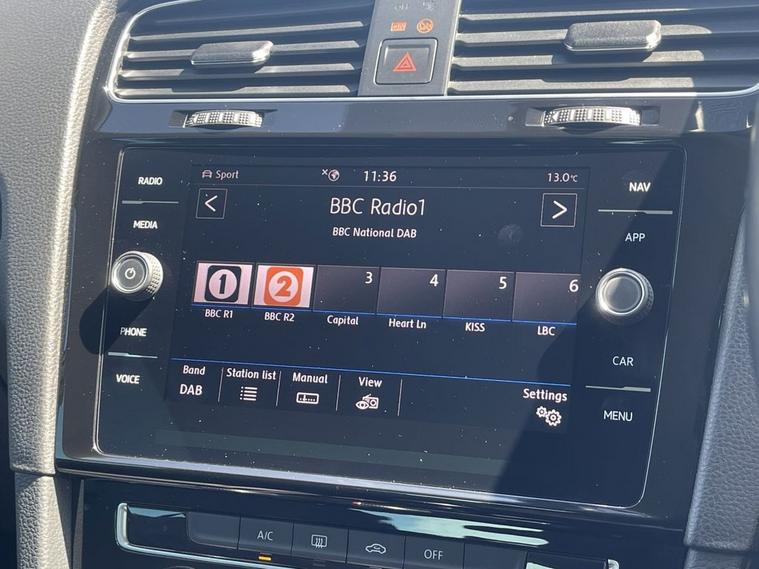 RADIO
MEDIA
PHONE
VOICE
Sport 11:36 13.0°C
< BBC Radio1 >
BBC National DAB
1 2 3 4 5 6
BBC R1 BBC R2 Capital Heart Ln KISS LBC
Band Station list Manual View Settings
DAB
NAV
APP
CAR
MENU
A/C OFF